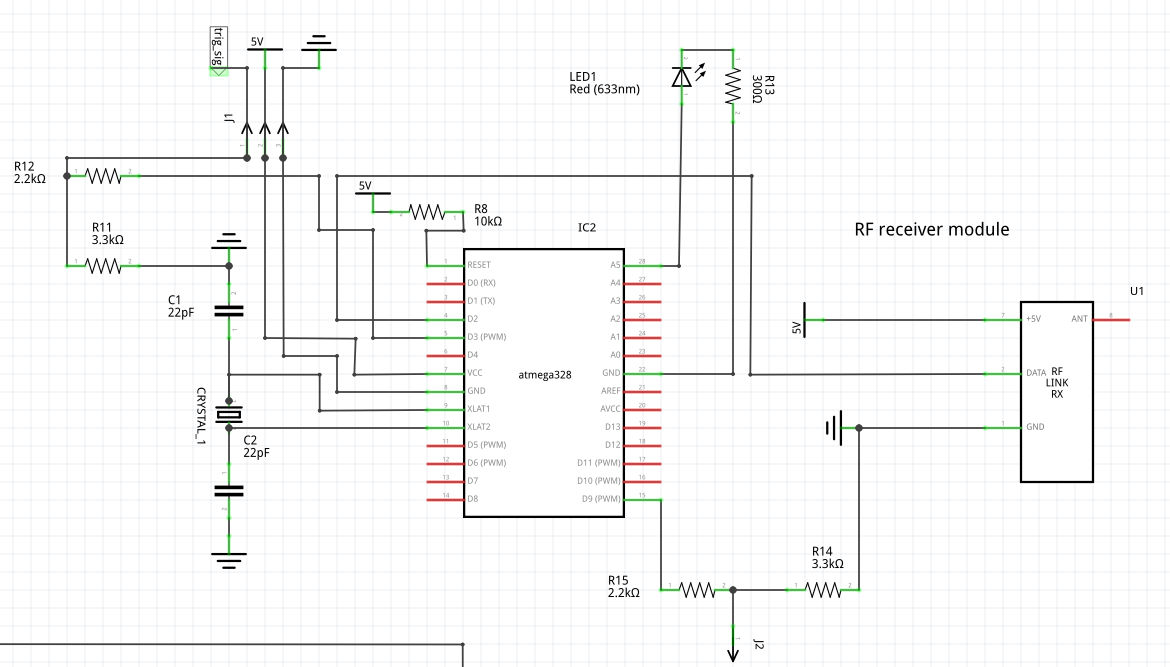 trig_sig
5V
J1
1
2
3
LED1
Red (633nm)
2
1
R13
300Ω
1
2
R12
2.2kΩ
1
2
5V
2
1
R8
10kΩ
R11
3.3kΩ
1
2
IC2
RF receiver module
C1
22pF
2
1
CRYSTAL_1
C2
22pF
1
2
atmega328
1 RESET
2 D0 (RX)
3 D1 (TX)
4 D2
5 D3 (PWM)
6 D4
7 VCC
8 GND
9 XLAT1
10 XLAT2
11 D5 (PWM)
12 D6 (PWM)
13 D7
14 D8
A5 28
A4 27
A3 26
A2 25
A1 24
A0 23
GND 22
AREF 21
AVCC 20
D13 19
D12 18
D11 (PWM) 17
D10 (PWM) 16
D9 (PWM) 15
U1
5V
7 +5V
ANT 8
2 DATA
RF
LINK
RX
1 GND
R15
2.2kΩ
1
2
R14
3.3kΩ
1
2
1
J2